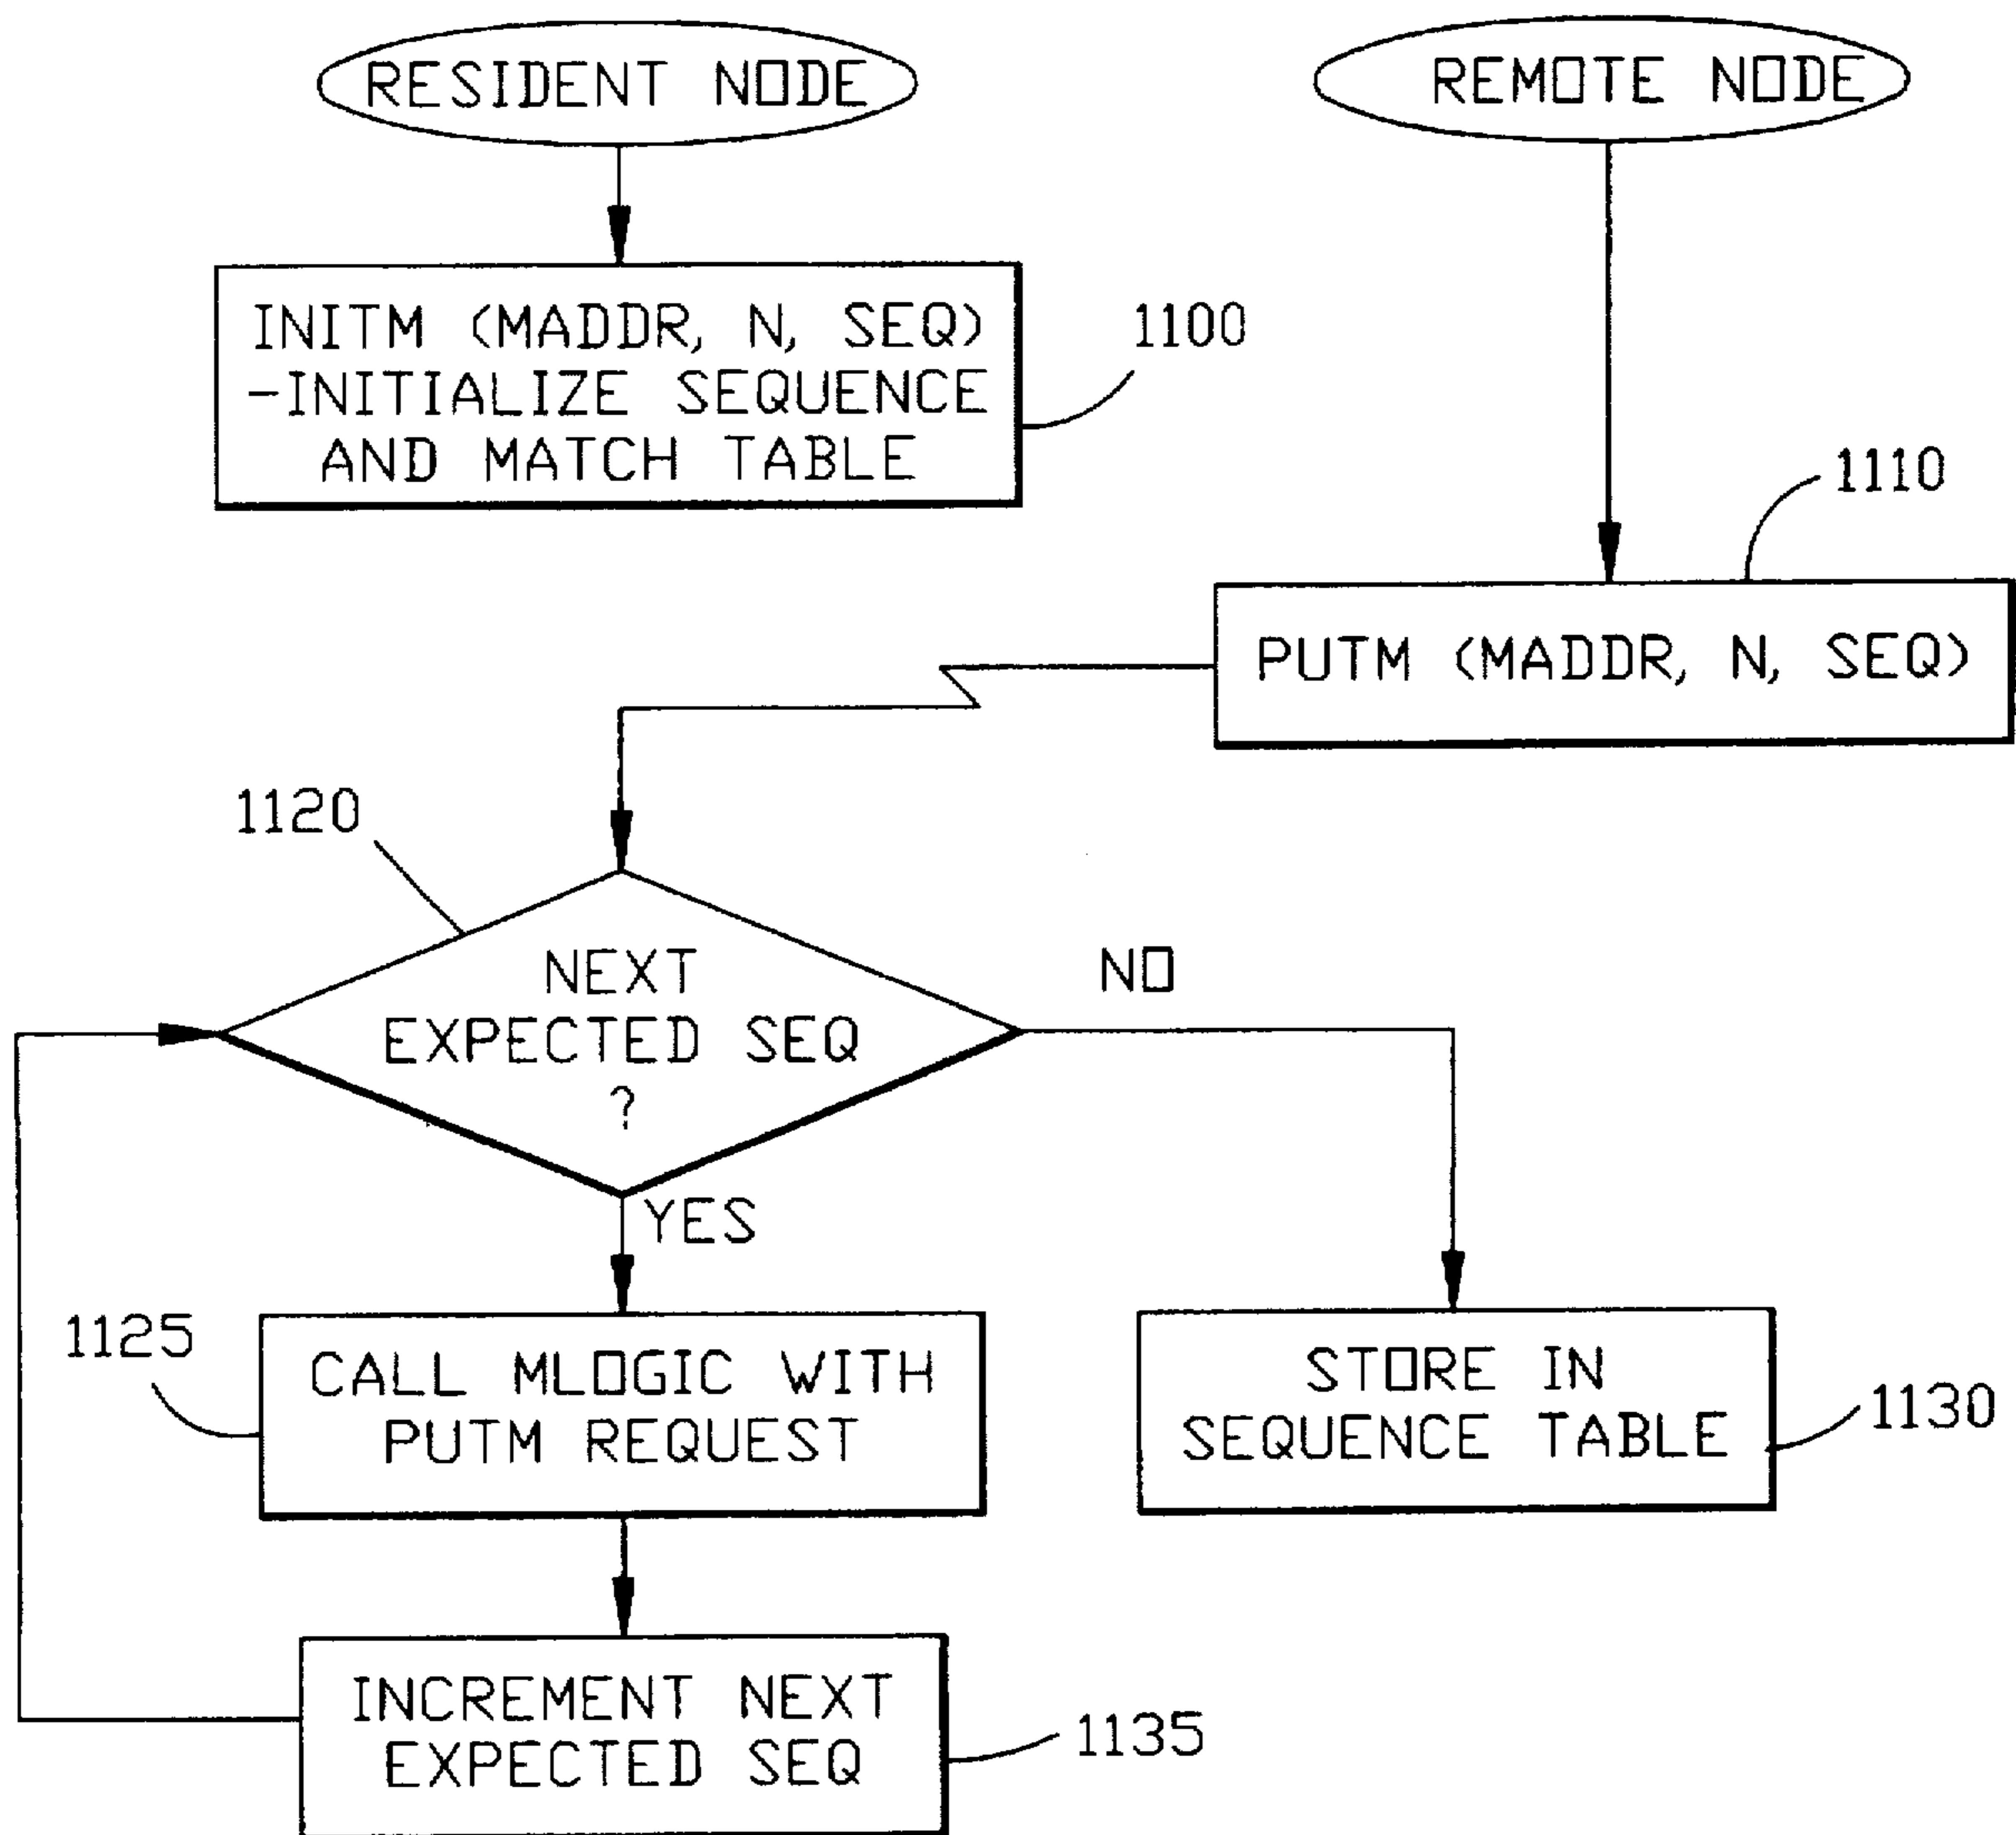 RESIDENT NODE
REMOTE NODE
INITM (MADDR, N, SEQ)
-INITIALIZE SEQUENCE
AND MATCH TABLE
1100
1110
PUTM (MADDR, N, SEQ)
1120
NEXT
EXPECTED SEQ
?
NO
YES
1125
CALL MLOGIC WITH
PUTM REQUEST
STORE IN
SEQUENCE TABLE
1130
INCREMENT NEXT
EXPECTED SEQ
1135